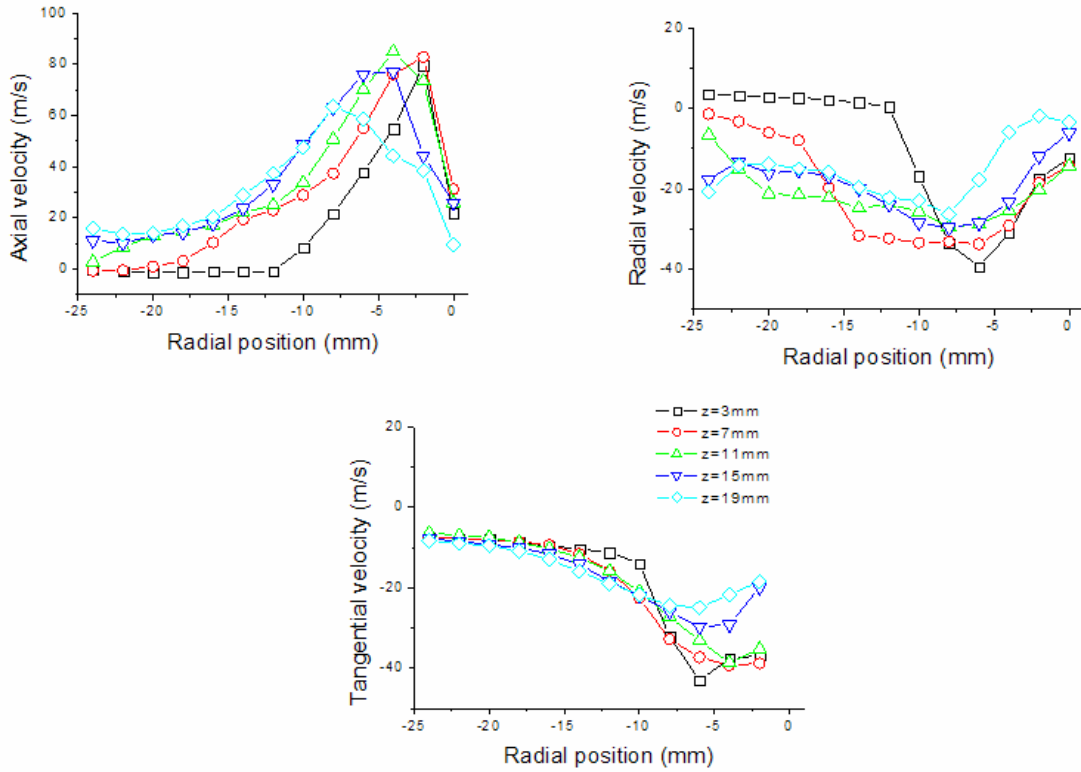 100
80
60
40
20
0
-25
-20
-15
-10
-5
0
Axial velocity (m/s)
Radial position (mm)
20
0
-20
-40
-25
-20
-15
-10
-5
0
Radial velocity (m/s)
Radial position (mm)
z=3mm
z=7mm
z=11mm
z=15mm
z=19mm
20
0
-20
-40
-25
-20
-15
-10
-5
0
Tangential velocity (m/s)
Radial position (mm)